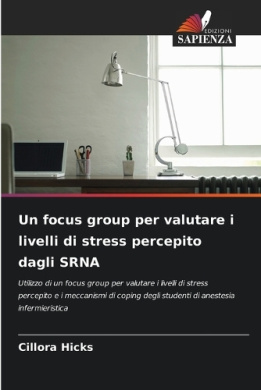 EDIZIONI
SAPIENZA
Un focus group per valutare i
livelli di stress percepito
dagli SRNA
Utilizzo di un focus group per valutare i livelli di stress
percepito e i meccanismi di coping degli studenti di anestesia
infermieristica
Cillora Hicks